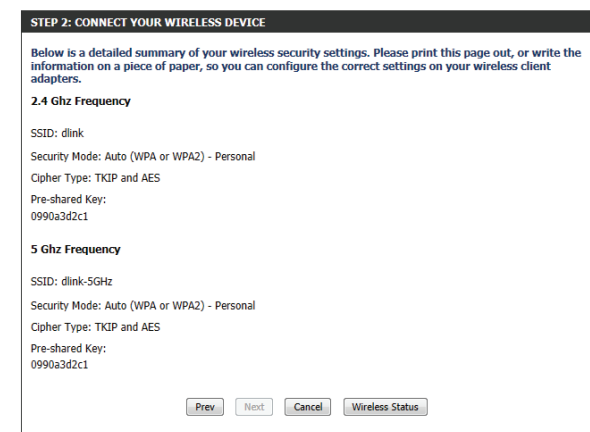 STEP 2: CONNECT YOUR WIRELESS DEVICE
Below is a detailed summary of your wireless security settings. Please print this page out, or write the
information on a piece of paper, so you can configure the correct settings on your wireless client
adapters.
2.4 Ghz Frequency
SSID: dlink
Security Mode: Auto (WPA or WPA2) - Personal
Cipher Type: TKIP and AES
Pre-shared Key:
0990a3d2c1
5 Ghz Frequency
SSID: dlink-5GHz
Security Mode: Auto (WPA or WPA2) - Personal
Cipher Type: TKIP and AES
Pre-shared Key:
0990a3d2c1
Prev Next Cancel Wireless Status